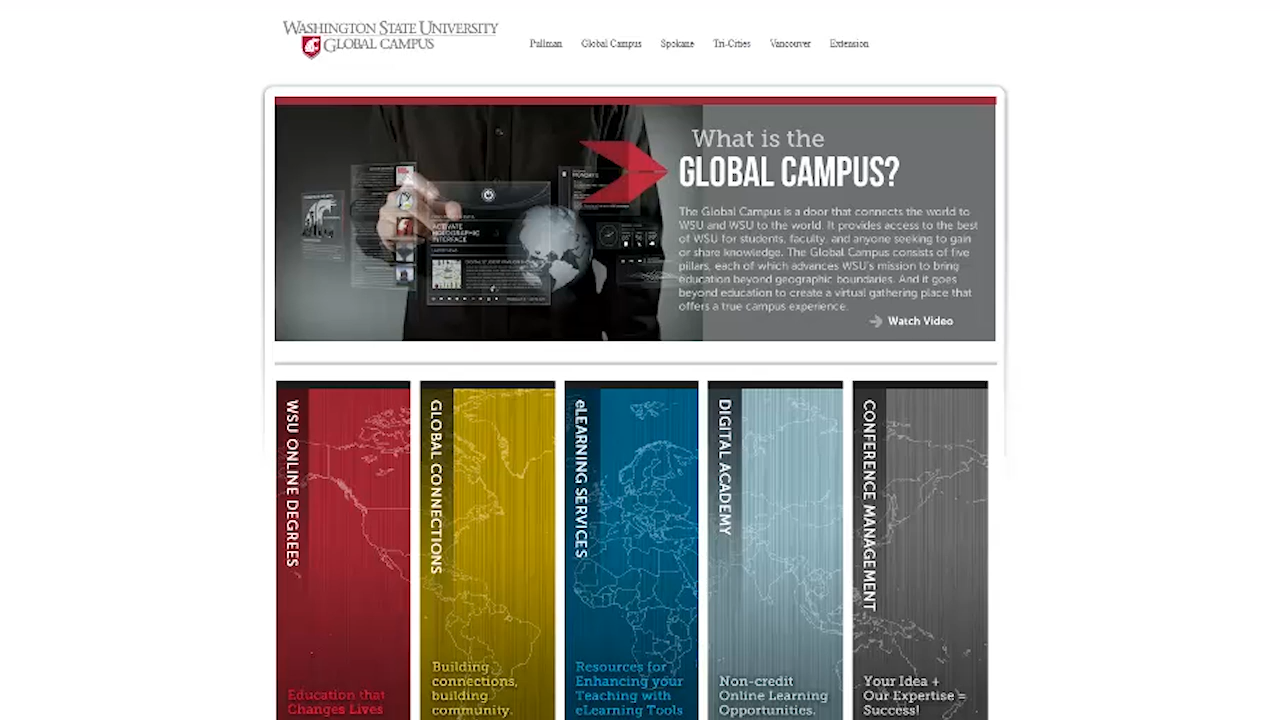 WASHINGTON STATE UNIVERSITY
GLOBAL CAMPUS
Pullman Global Campus Spokane Tri-Cities Vancouver Extension
What is the
GLOBAL CAMPUS?
The Global Campus is a door that connects the world to
WSU and WSU to the world. It provides access to the best
of WSU for students, faculty, and anyone seeking to gain
or share knowledge. The Global Campus consists of five
pillars, each of which advances WSU's mission to bring
education beyond geographic boundaries. And it goes
beyond education to create a virtual gathering place that
offers a true campus experience.
Watch Video
ACTIVATE
HOLOGRAPHIC
INTERFACE
WSU ONLINE DEGREES
Education that
Changes Lives
GLOBAL CONNECTIONS
Building
connections,
building
community.
eLEARNING SERVICES
Resources for
Enhancing your
Teaching with
eLearning Tools
DIGITAL ACADEMY
Non-credit
Online Learning
Opportunities.
CONFERENCE MANAGEMENT
Your Idea +
Our Expertise =
Success!